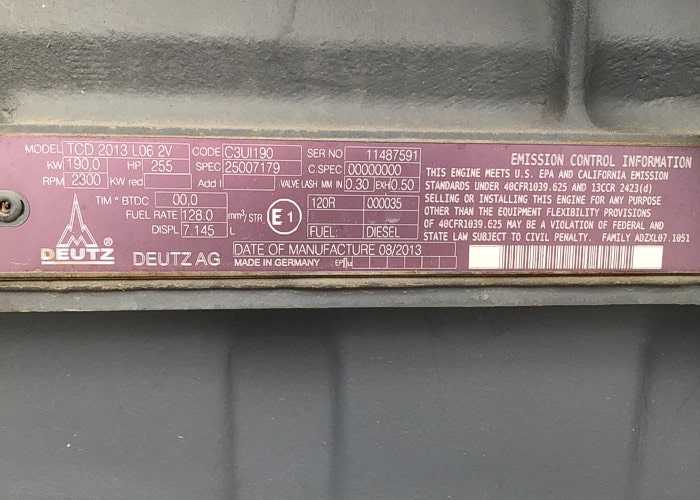 MODEL TCD 2013 L06 2V CODE C3UI190 SER NO 11487591
KW 190,0 HP 255 SPEC 25007179 C.SPEC 00000000
RPM 2300 KW red Add I VALVE LASH MM IN 0.30 EXH 0.50
TIM ° BTDC 00.0
FUEL RATE 128.0 mm³/STR
DISPL 7.145 L
E1
120R 000035
FUEL: DIESEL
DEUTZ ®
DEUTZ AG
DATE OF MANUFACTURE 08/2013
MADE IN GERMANY
EMISSION CONTROL INFORMATION
THIS ENGINE MEETS U.S. EPA AND CALIFORNIA EMISSION
STANDARDS UNDER 40CFR1039.625 and 13CCR 2423(d)
SELLING OR INSTALLING THIS ENGINE FOR ANY PURPOSE
OTHER THAN THE EQUIPMENT FLEXIBILITY PROVISIONS
OF 40CFR1039.625 MAY BE A VIOLATION OF FEDERAL AND
STATE LAW SUBJECT TO CIVIL PENALTY. FAMILY ADZXL07.1051